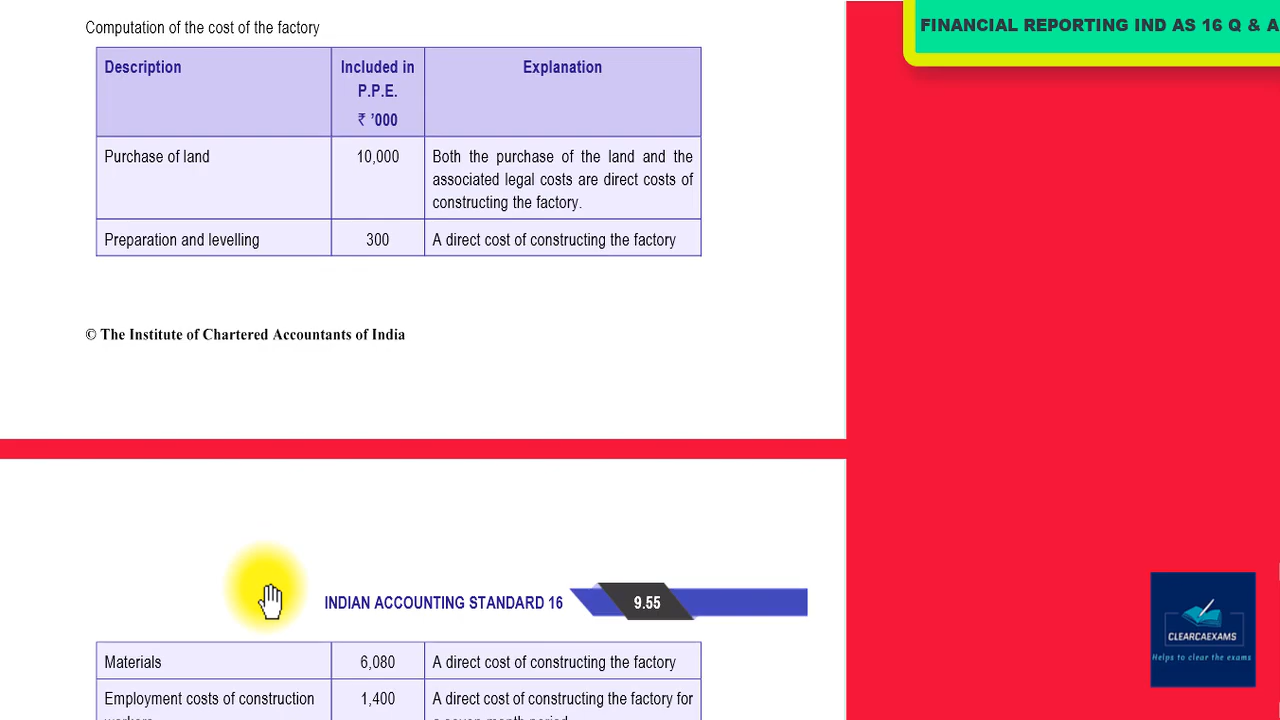 FINANCIAL REPORTING IND AS 16 Q & A
Computation of the cost of the factory
Description
Included in
P.P.E.
₹ ’000
Explanation
Purchase of land
10,000
Both the purchase of the land and the
associated legal costs are direct costs of
constructing the factory.
Preparation and levelling
300
A direct cost of constructing the factory
© The Institute of Chartered Accountants of India
INDIAN ACCOUNTING STANDARD 16
9.55
Materials
6,080
A direct cost of constructing the factory
Employment costs of construction
workers
1,400
A direct cost of constructing the factory for
a seven month period
CLEARCAEXAMS
Helps to clear the exams